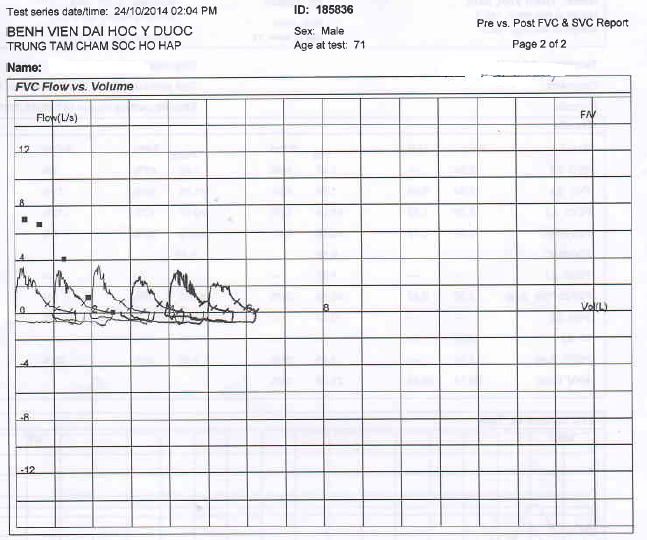 Test series date/time: 24/10/2014 02:04 PM
ID: 185836
BENH VIEN DAI HOC Y DUOC
Sex: Male
Pre vs. Post FVC & SVC Report
TRUNG TAM CHAM SOC HO HAP
Age at test: 71
Page 2 of 2
Name:
FVC Flow vs. Volume
Flow(L/s)
F/V
12
8
4
0
6
8
Vol(L)
-4
-8
-12